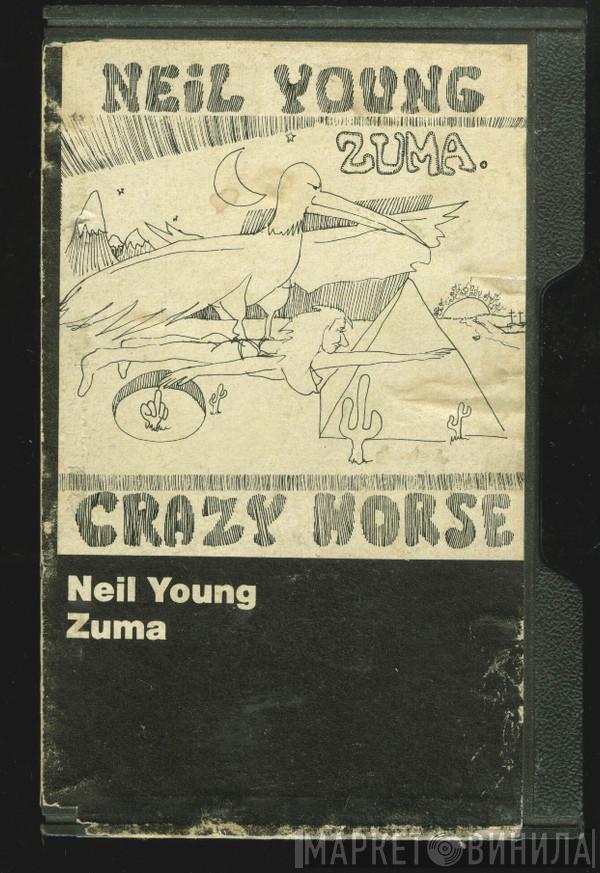 NEiL YOUNG
ZUMA.
CRAZY HORSE
Neil Young
Zuma
МАРКЕТ ВИНИЛА